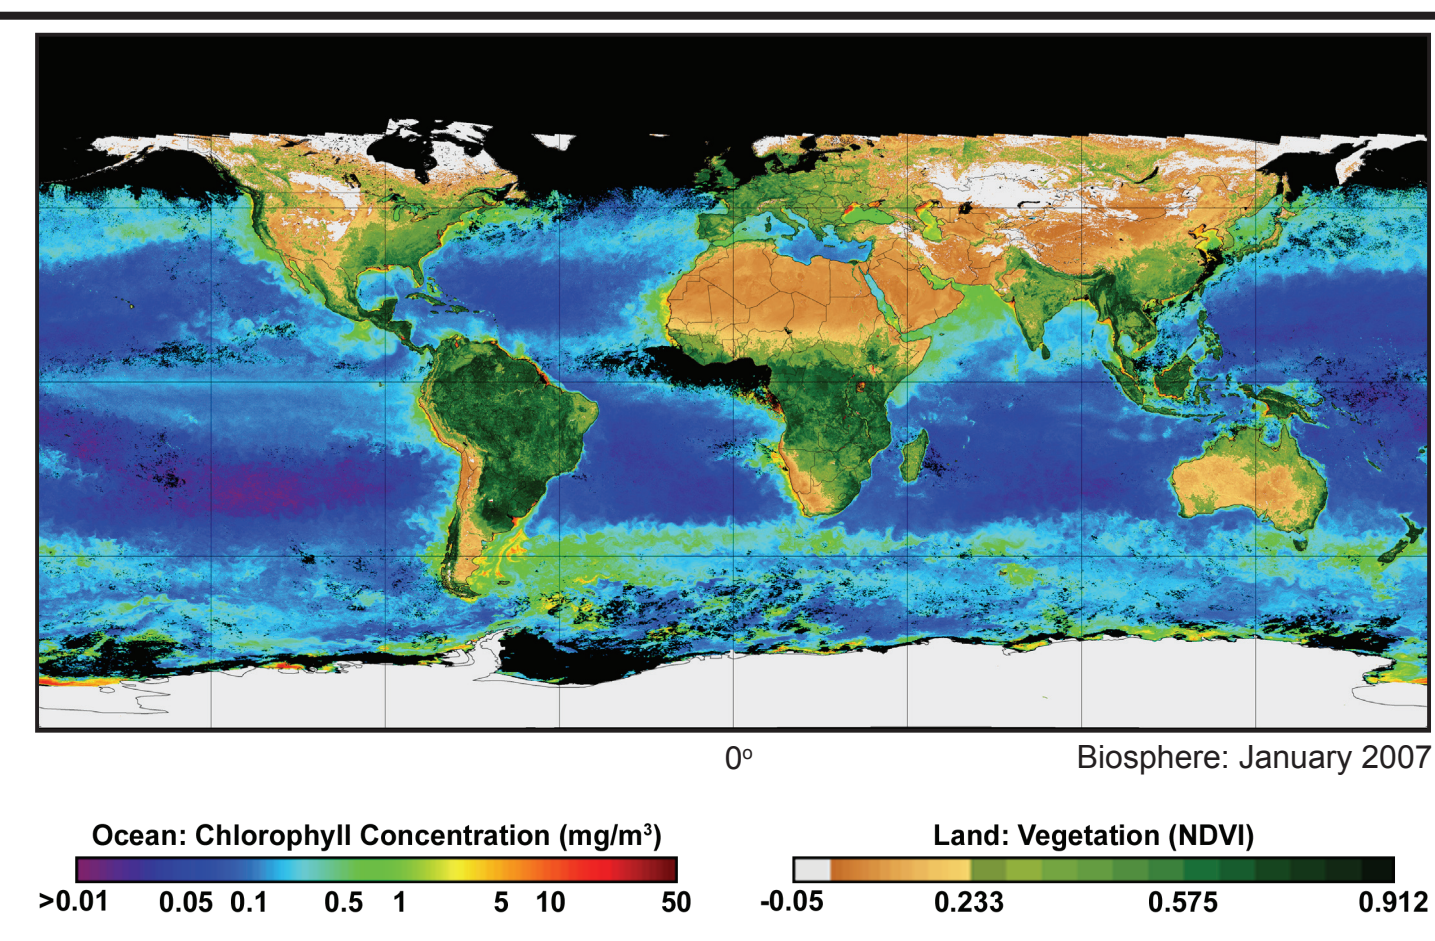 0°
Biosphere: January 2007
Ocean: Chlorophyll Concentration (mg/m³)
>0.01 0.05 0.1 0.5 1 5 10 50
Land: Vegetation (NDVI)
-0.05 0.233 0.575 0.912